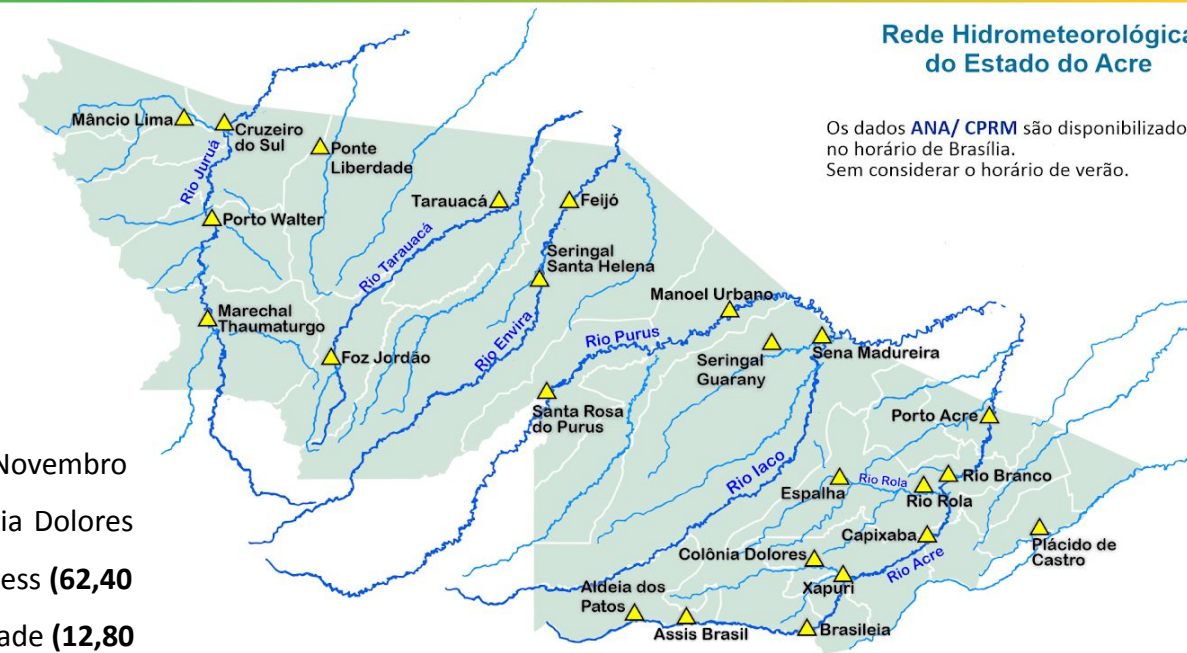 Rede Hidrometeorológica
do Estado do Acre
Os dados ANA/ CPRM são disponibilizado
no horário de Brasília.
Sem considerar o horário de verão.
Mâncio Lima
Cruzeiro
do Sul
Ponte
Liberdade
Rio Juruá
Tarauacá
Feijó
Porto Walter
Rio Tarauacá
Seringal
Santa Helena
Manoel Urbano
Marechal
Thaumaturgo
Rio Envira
Rio Purus
Foz Jordão
Seringal
Guarany
Sena Madureira
Santa Rosa
do Purus
Porto Acre
Rio Iaco
Espalha
Rio Rola
Rio Branco
Rio Rola
Capixaba
Plácido de
Castro
Colônia Dolores
Rio Acre
Xapuri
Aldeia dos
Patos
Assis Brasil
Brasileia
Novembro
ia Dolores
ess (62,40
ade (12,80